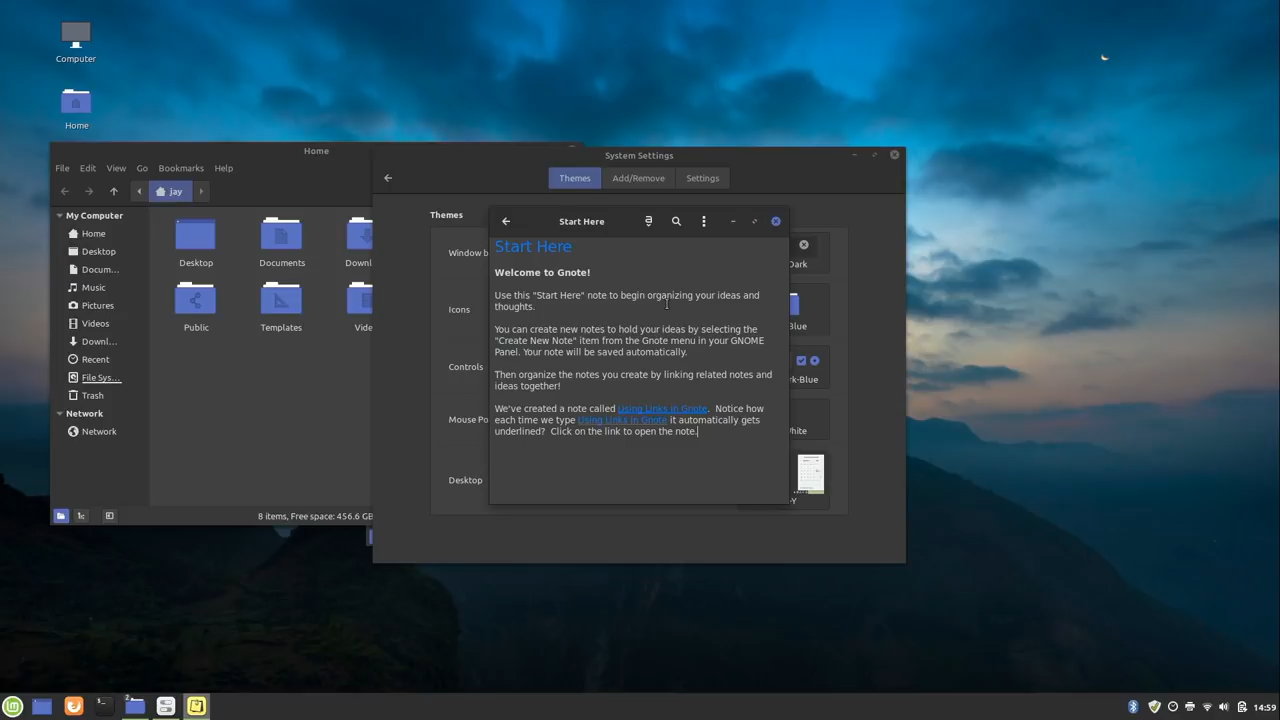 Computer
Home
Home
File Edit View Go Bookmarks Help
jay
My Computer
Home
Desktop
Docum...
Music
Pictures
Videos
Downl...
Recent
File Sys...
Trash
Network
Network
Desktop
Documents
Downl
Public
Templates
Vide
8 items, Free space: 456.6 GB
System Settings
Themes Add/Remove Settings
Themes
Window b
Dark
Icons
Blue
Controls
rk-Blue
Mouse Po
White
Desktop
-Y
Start Here
Start Here
Welcome to Gnote!
Use this "Start Here" note to begin organizing your ideas and
thoughts.
You can create new notes to hold your ideas by selecting the
"Create New Note" item from the Gnote menu in your GNOME
Panel. Your note will be saved automatically.
Then organize the notes you create by linking related notes and
ideas together!
We've created a note called Using Links in Gnote.  Notice how
each time we type Using Links in Gnote it automatically gets
underlined?  Click on the link to open the note.
2
14:59